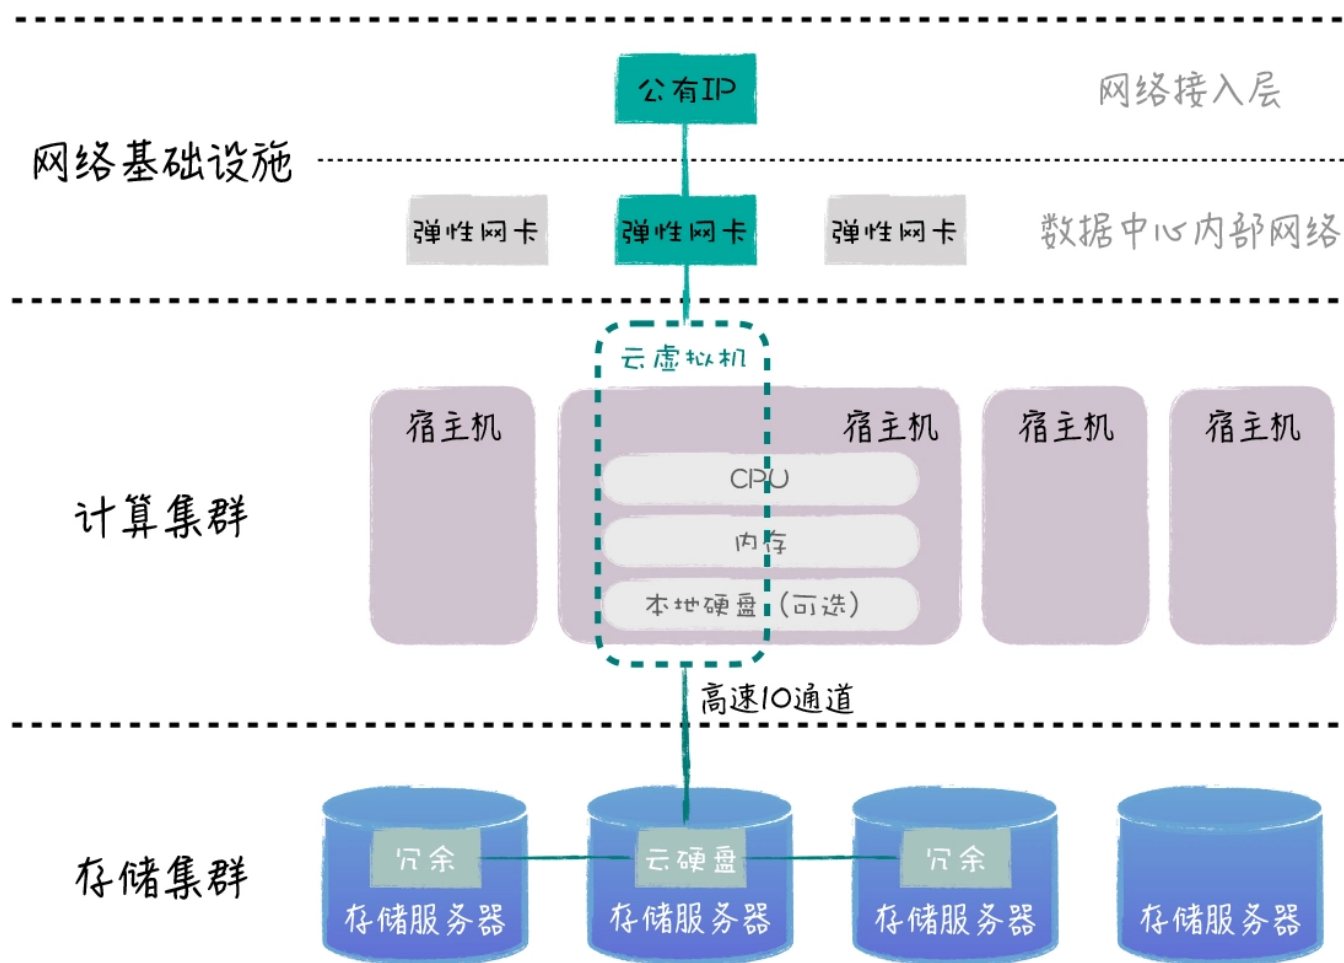 公有IP
网络接入层
网络基础设施
弹性网卡
弹性网卡
弹性网卡
数据中心内部网络
云虚拟机
宿主机
宿主机
宿主机
宿主机
CPU
内存
本地硬盘（可选）
计算集群
高速IO通道
冗余
云硬盘
冗余
存储集群
存储服务器
存储服务器
存储服务器
存储服务器